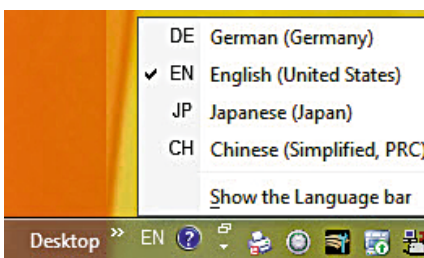 DE German (Germany)
✓ EN English (United States)
JP Japanese (Japan)
CH Chinese (Simplified, PRC)
Show the Language bar
Desktop » EN